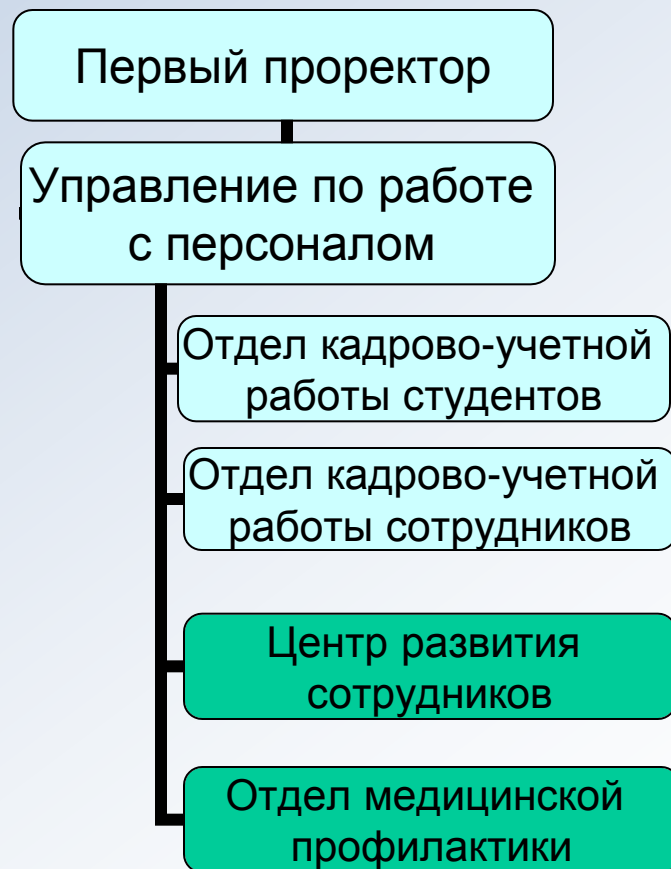 Первый проректор
Управление по работе
с персоналом
Отдел кадрово-учетной
работы студентов
Отдел кадрово-учетной
работы сотрудников
Центр развития
сотрудников
Отдел медицинской
профилактики